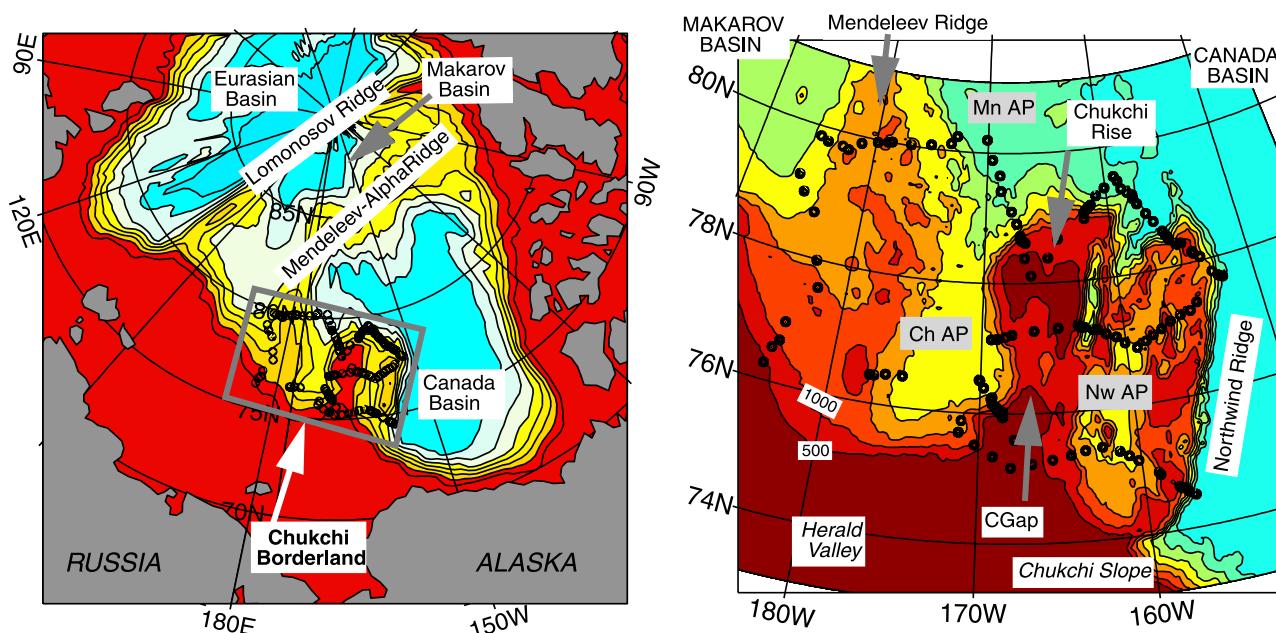 90E
120E
Eurasian
Basin
Lomonosov Ridge
Makarov
Basin
85N
Mendeleev-AlphaRidge
90W
80N
75N
70N
Canada
Basin
Chukchi
Borderland
RUSSIA
ALASKA
180E
150W
MAKAROV
BASIN
Mendeleev Ridge
CANADA
BASIN
80N
78N
76N
74N
Mn AP
Chukchi
Rise
Ch AP
Nw AP
Northwind Ridge
1000
500
CGap
Herald
Valley
Chukchi Slope
180W
170W
160W